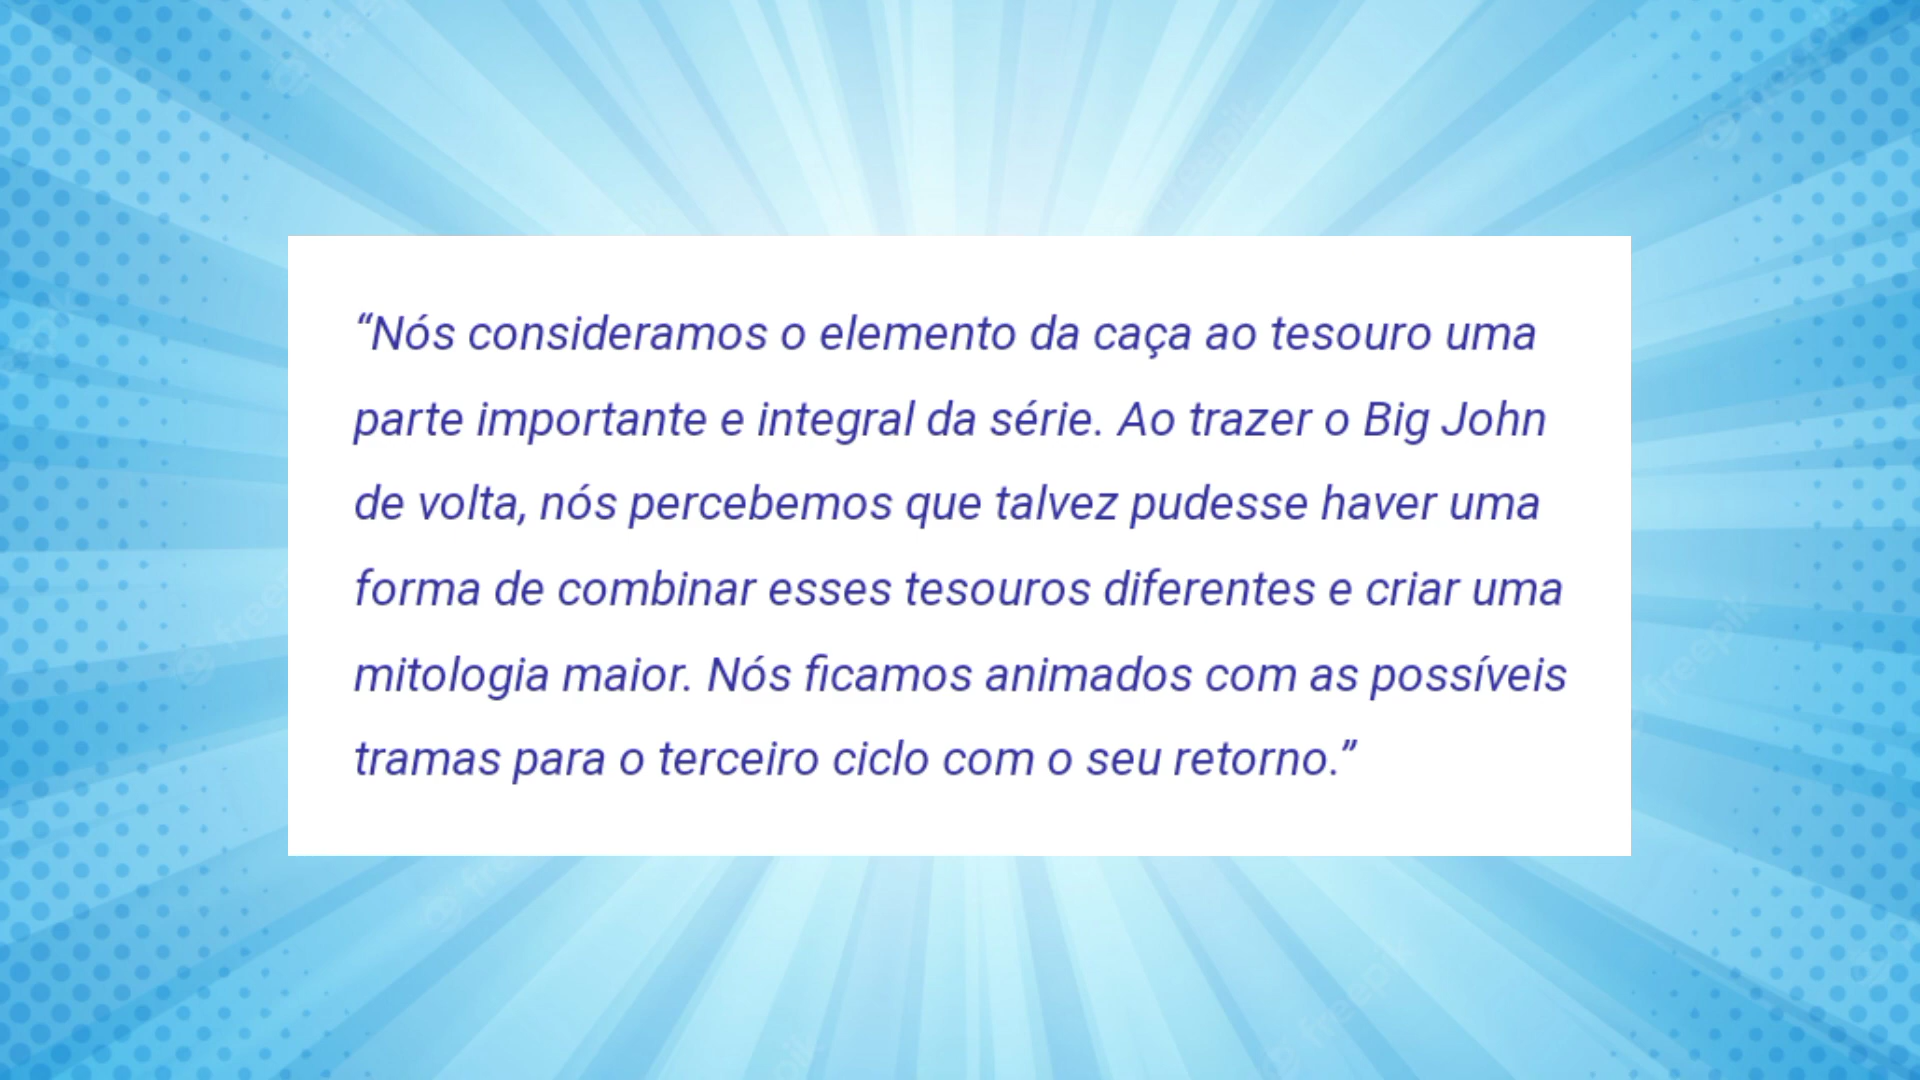 “Nós consideramos o elemento da caça ao tesouro uma
parte importante e integral da série. Ao trazer o Big John
de volta, nós percebemos que talvez pudesse haver uma
forma de combinar esses tesouros diferentes e criar uma
mitologia maior. Nós ficamos animados com as possíveis
tramas para o terceiro ciclo com o seu retorno.”
freepik